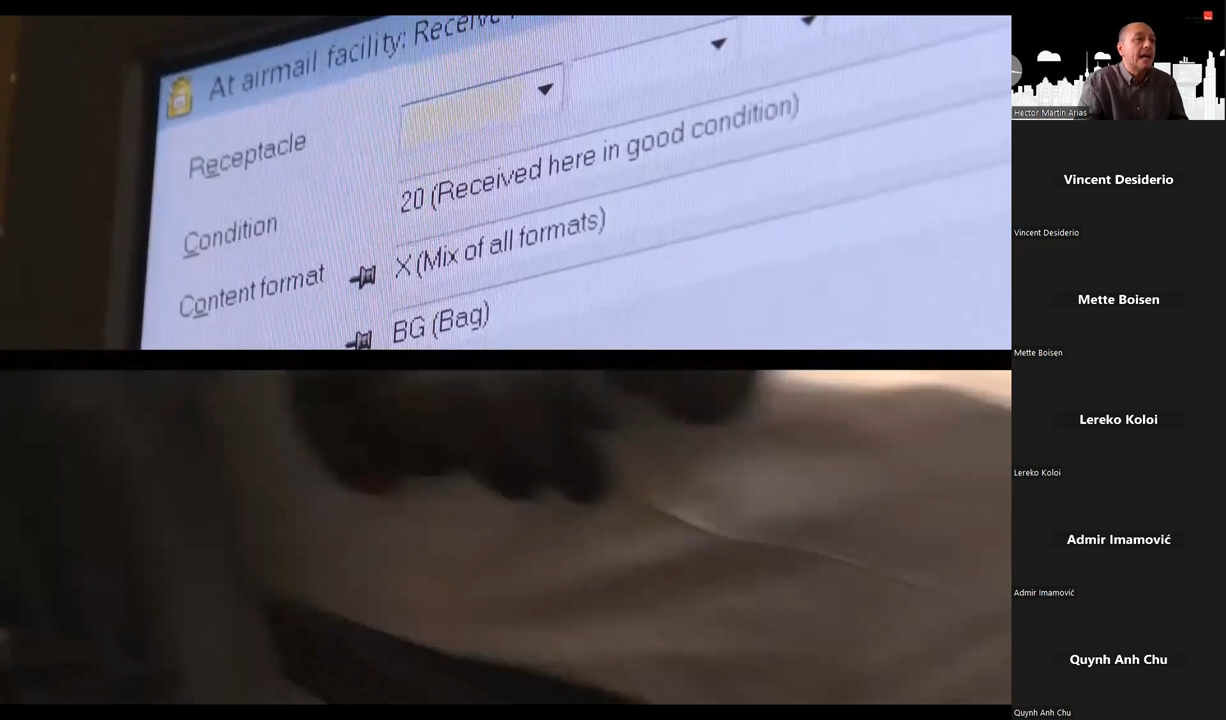 At airmail facility: Receive
Receptacle
Condition
20 (Received here in good condition)
Content format
X (Mix of all formats)
BG (Bag)
Hector Martin Arias
Vincent Desiderio
Vincent Desiderio
Mette Boisen
Mette Boisen
Lereko Koloi
Lereko Koloi
Admir Imamović
Admir Imamović
Quynh Anh Chu
Quynh Anh Chu